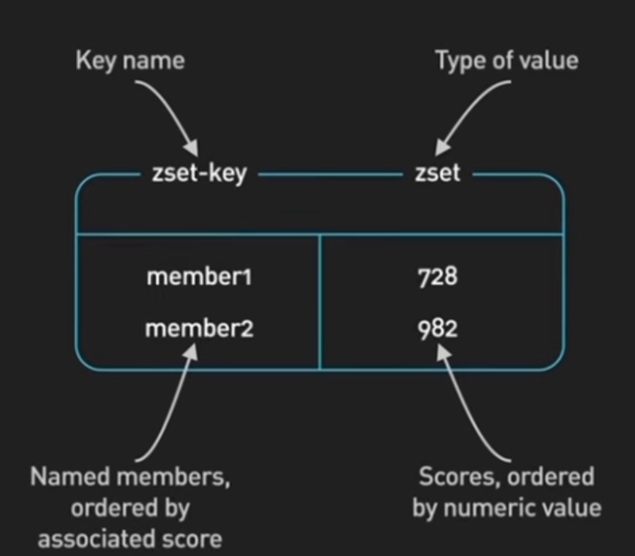 Key name
Type of value
zset-key
zset
member1
728
member2
982
Named members,
ordered by
associated score
Scores, ordered
by numeric value